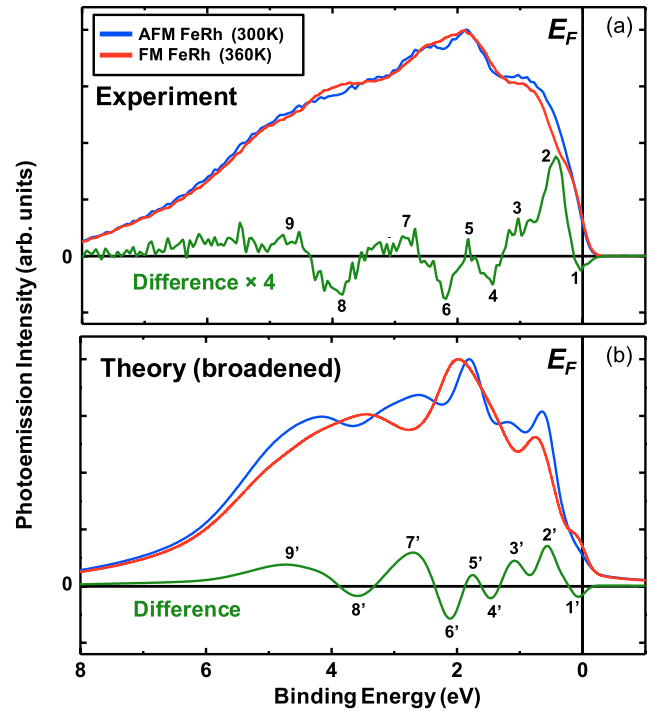 AFM FeRh (300K)
FM FeRh (360K)
E_F
(a)
Experiment
2
3
9
7
5
1
0
Difference × 4
8
6
4
Photoemission Intensity (arb. units)
E_F
(b)
Theory (broadened)
9’
7’
5’
3’
2’
0
Difference
8’
6’
4’
1’
8
6
4
2
0
Binding Energy (eV)